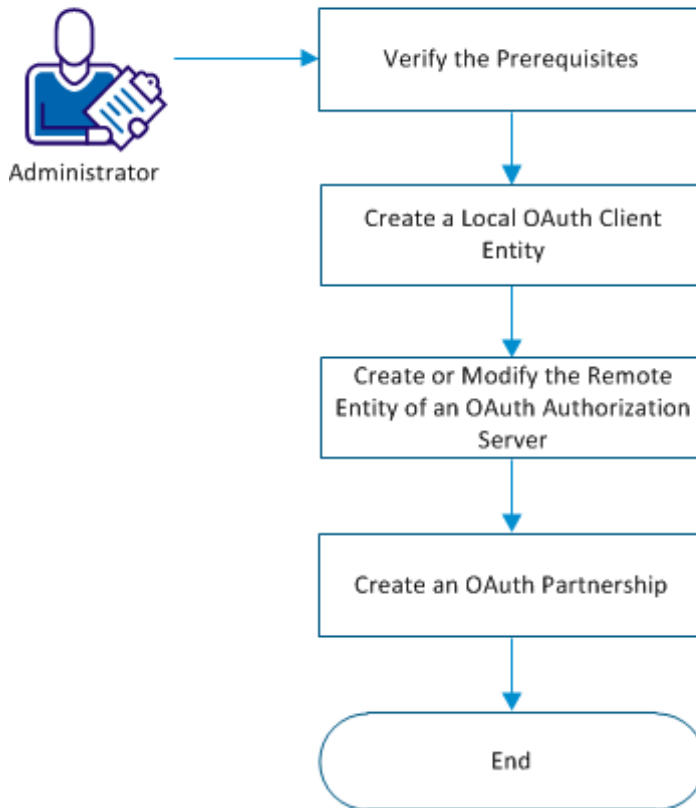 Administrator
Verify the Prerequisites
Create a Local OAuth Client
Entity
Create or Modify the Remote
Entity of an OAuth Authorization
Server
Create an OAuth Partnership
End